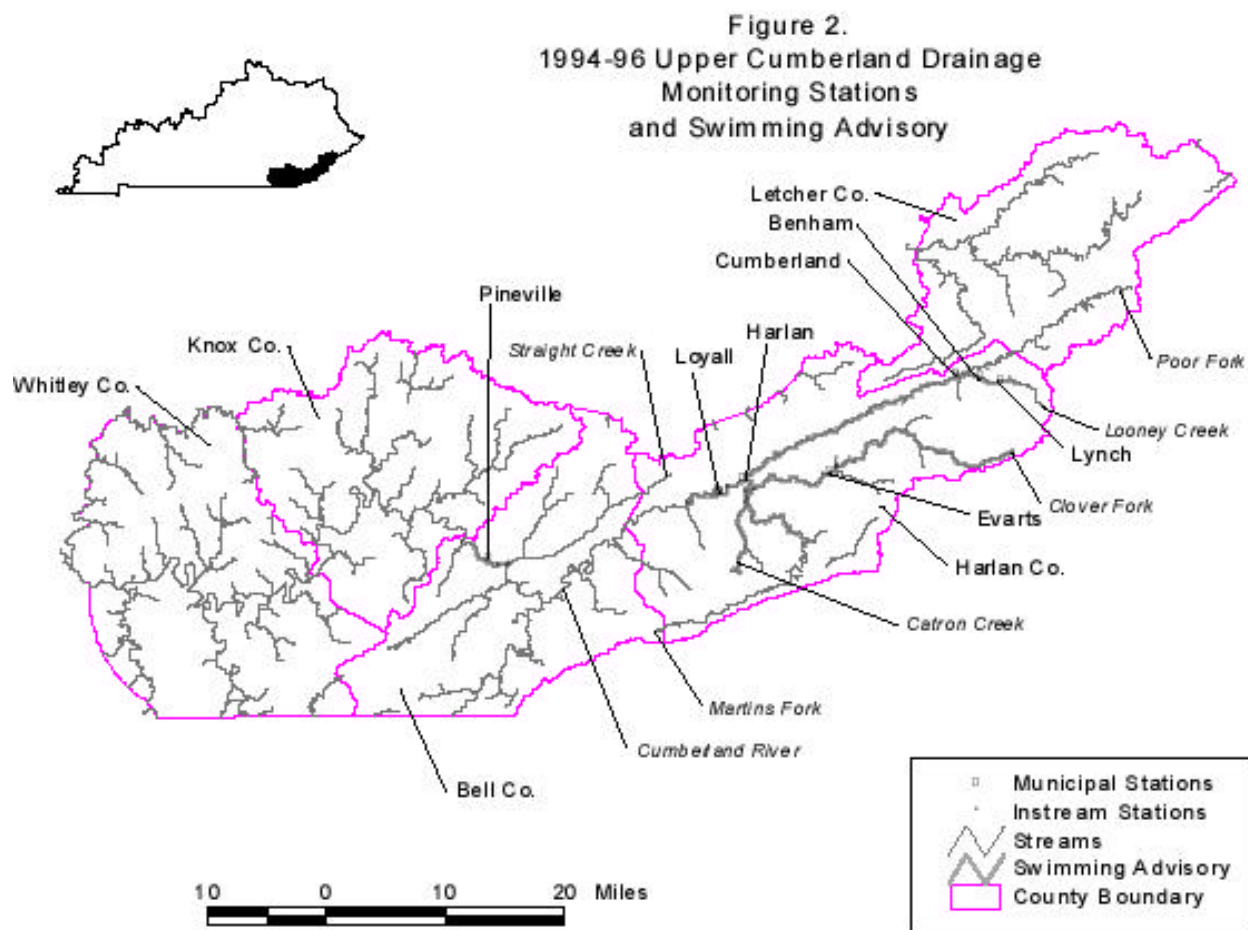 Figure 2.
1994-96 Upper Cumberland Drainage
Monitoring Stations
and Swimming Advisory
Letcher Co.
Benham
Cumberland
Pineville
Harlan
Knox Co.
Straight Creek
Loyall
Poor Fork
Whitley Co.
Looney Creek
Lynch
Evarts
Clover Fork
Harlan Co.
Catron Creek
Martins Fork
Cumberland River
Bell Co.
Municipal Stations
Instream Stations
Streams
Swimming Advisory
County Boundary
10 0 10 20 Miles